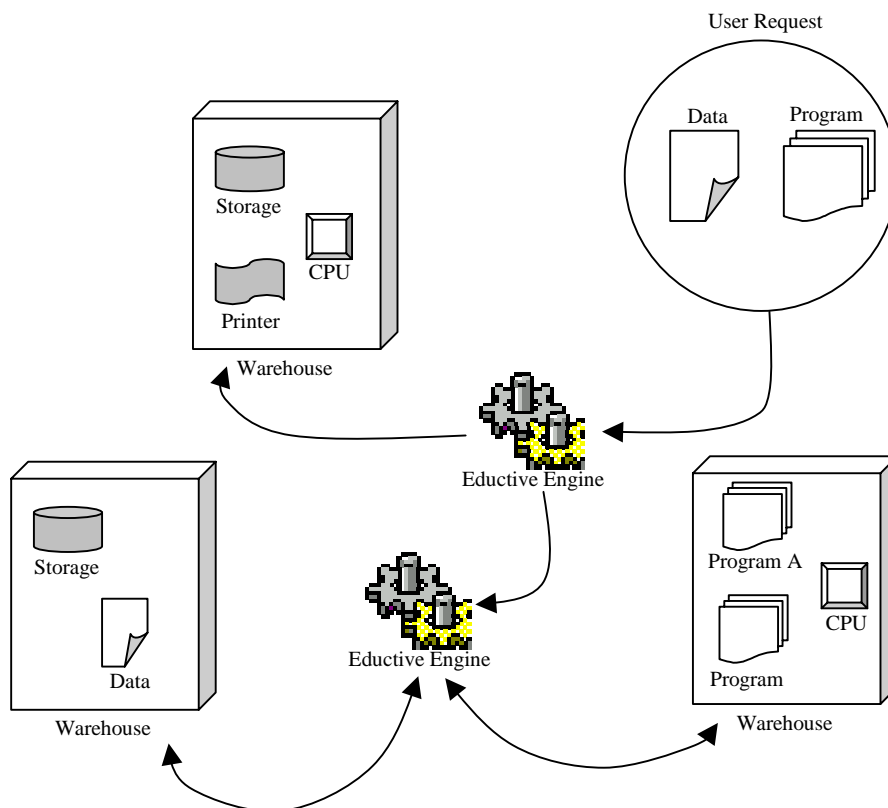 User Request
Data
Program
Storage
CPU
Printer
Warehouse
Eductive Engine
Storage
Data
Warehouse
Eductive Engine
Program A
CPU
Program
Warehouse